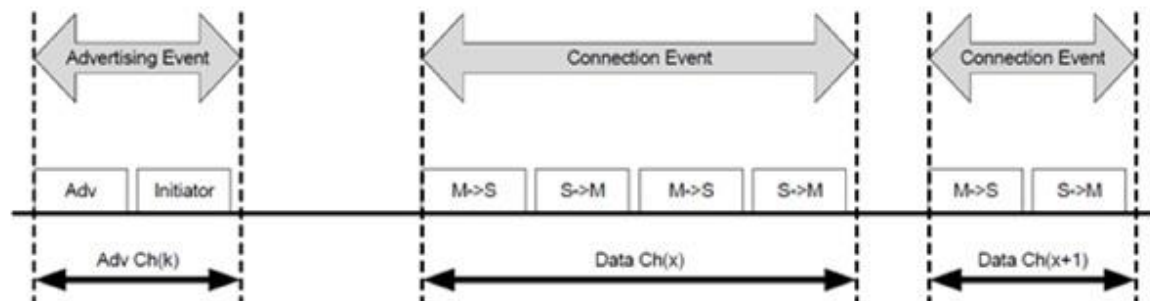 Advertising Event
Connection Event
Connection Event
Adv
Initiator
M->S
S->M
M->S
S->M
M->S
S->M
Adv Ch(k)
Data Ch(x)
Data Ch(x+1)